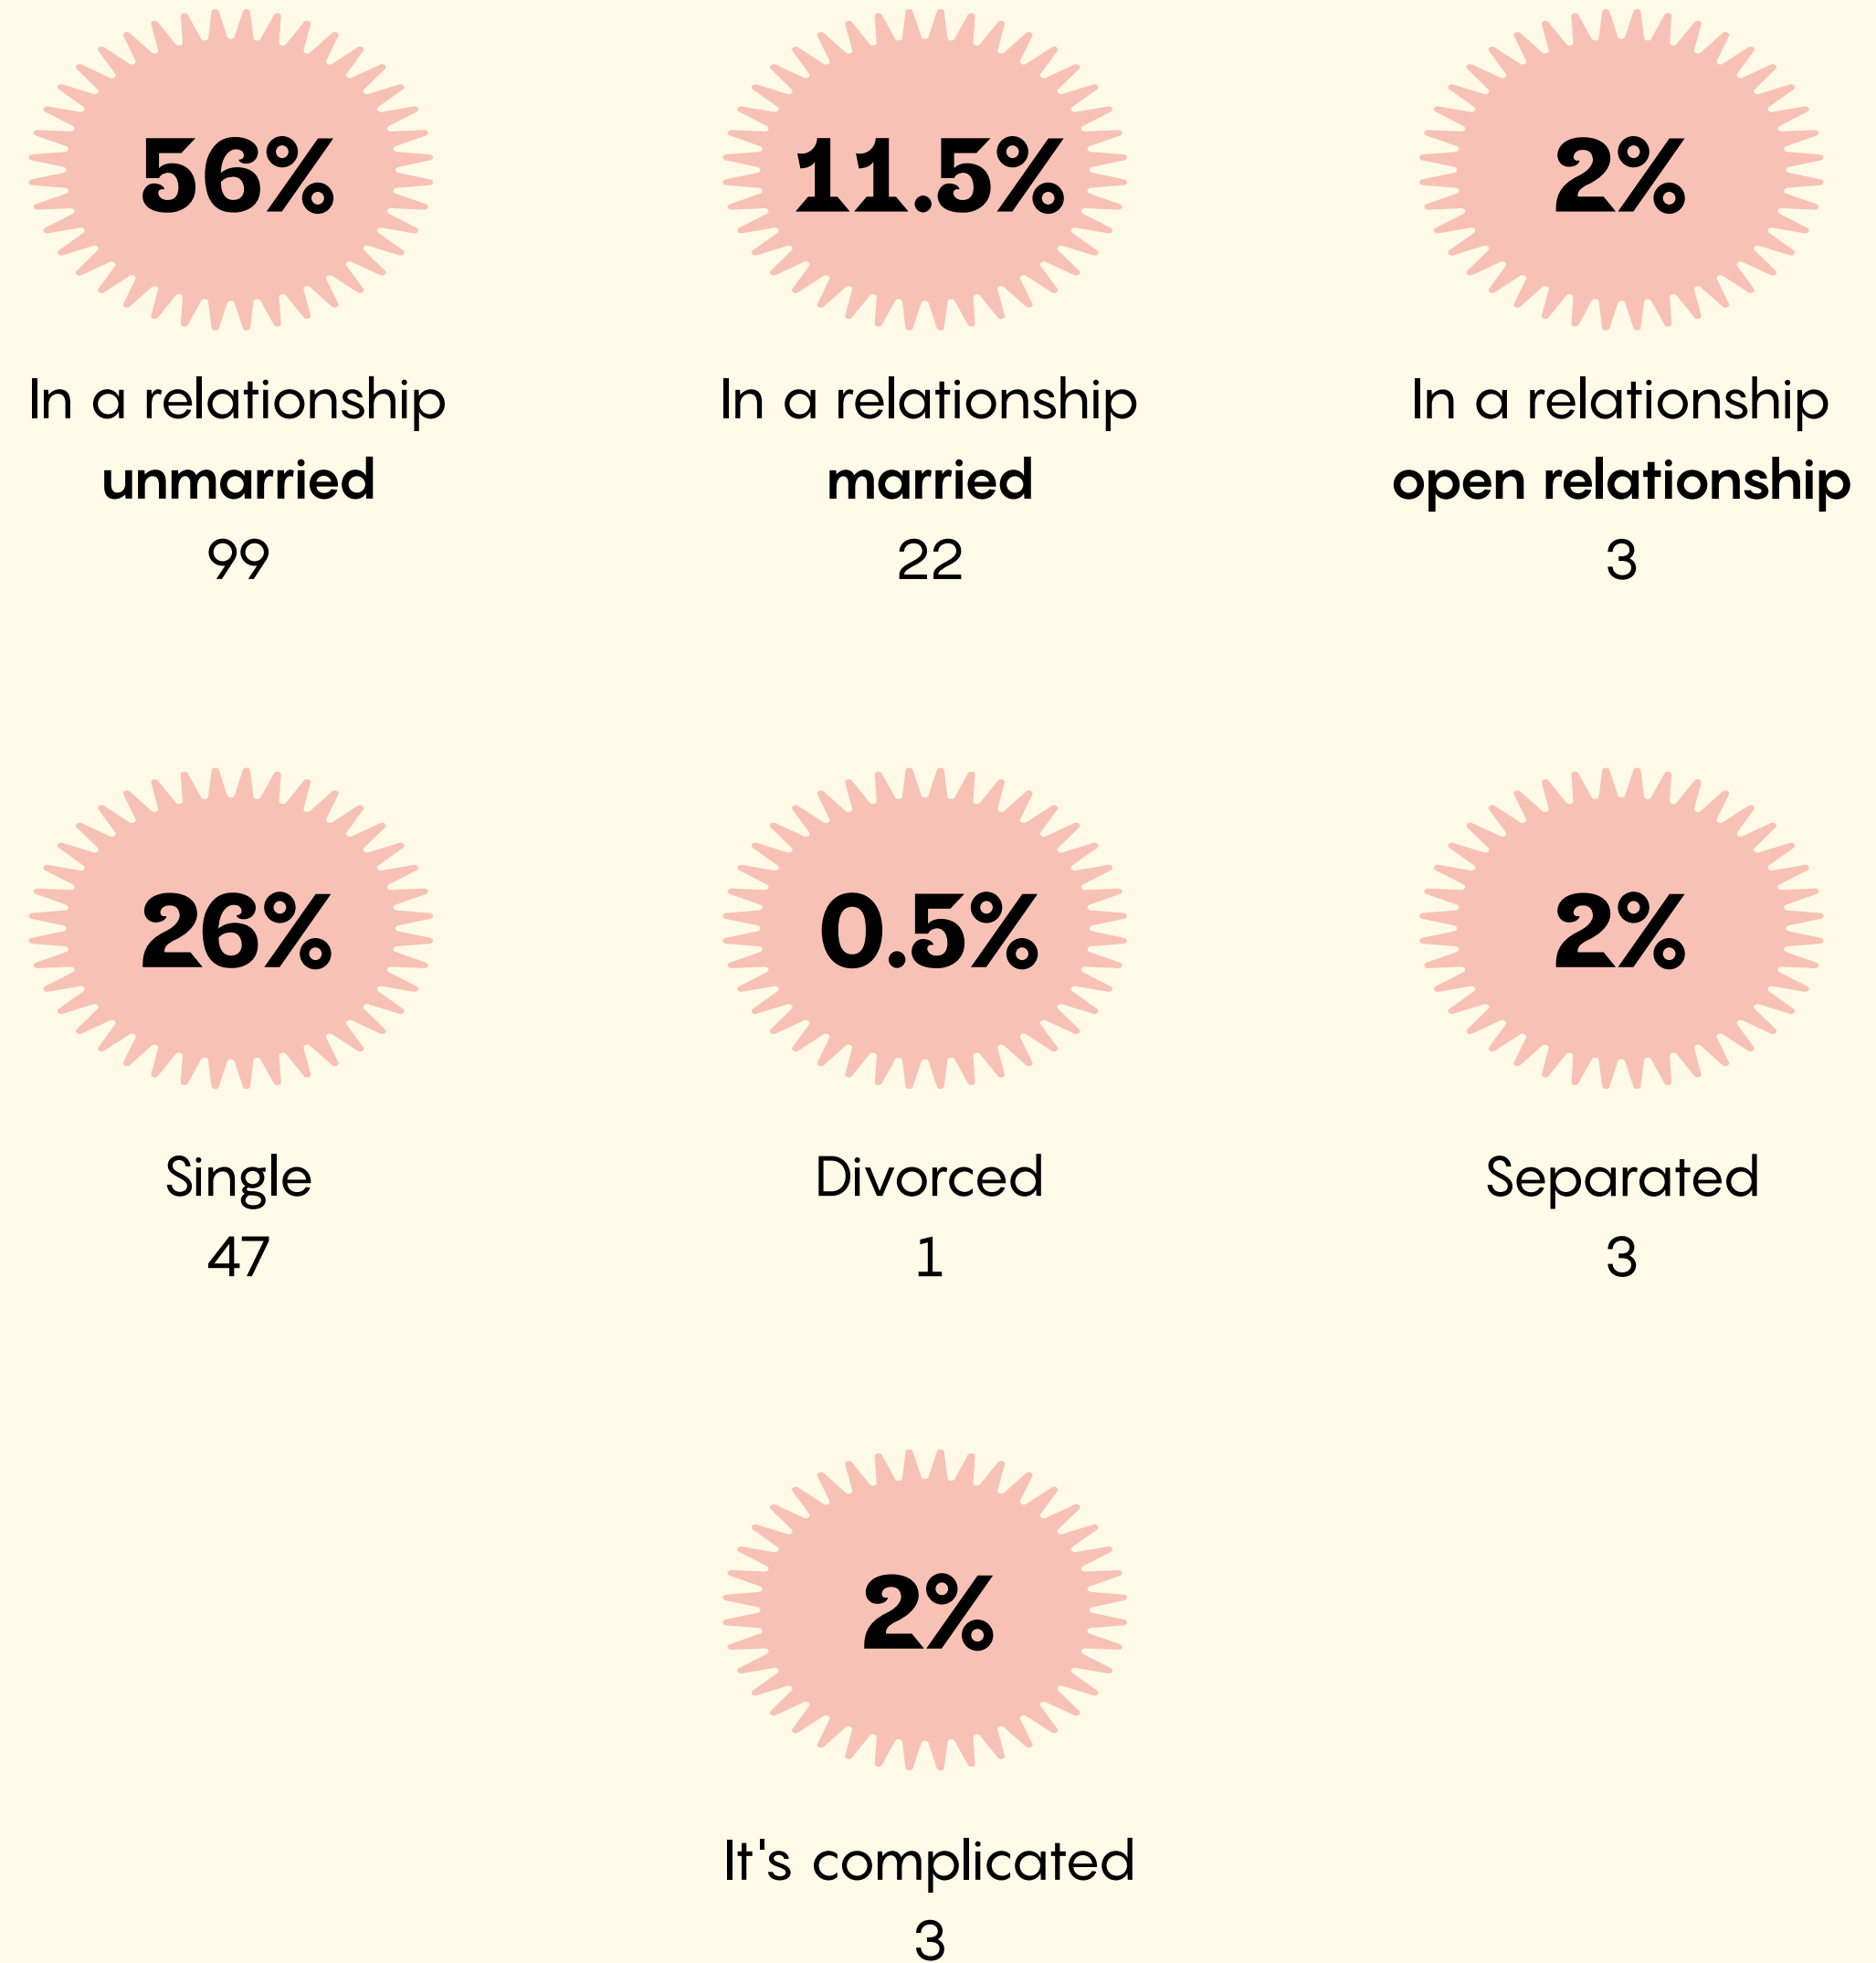 56%
In a relationship
unmarried
99
11.5%
In a relationship
married
22
2%
In a relationship
open relationship
3
26%
Single
47
0.5%
Divorced
1
2%
Separated
3
2%
It's complicated
3